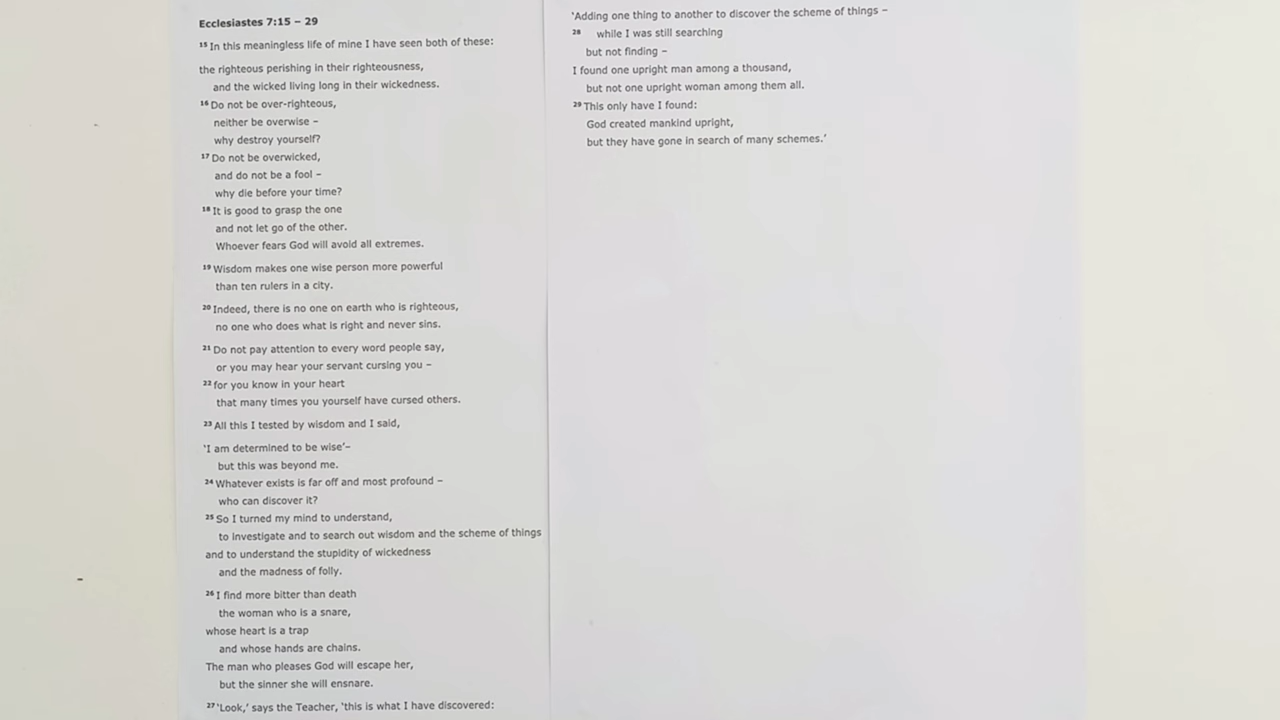 Ecclesiastes 7:15 – 29
15 In this meaningless life of mine I have seen both of these:
the righteous perishing in their righteousness,
and the wicked living long in their wickedness.
16 Do not be over-righteous,
neither be overwise –
why destroy yourself?
17 Do not be overwicked,
and do not be a fool –
why die before your time?
18 It is good to grasp the one
and not let go of the other.
Whoever fears God will avoid all extremes.
19 Wisdom makes one wise person more powerful
than ten rulers in a city.
20 Indeed, there is no one on earth who is righteous,
no one who does what is right and never sins.
21 Do not pay attention to every word people say,
or you may hear your servant cursing you –
22 for you know in your heart
that many times you yourself have cursed others.
23 All this I tested by wisdom and I said,
'I am determined to be wise'–
but this was beyond me.
24 Whatever exists is far off and most profound –
who can discover it?
25 So I turned my mind to understand,
to investigate and to search out wisdom and the scheme of things
and to understand the stupidity of wickedness
and the madness of folly.
26 I find more bitter than death
the woman who is a snare,
whose heart is a trap
and whose hands are chains.
The man who pleases God will escape her,
but the sinner she will ensnare.
27 'Look,' says the Teacher, 'this is what I have discovered:
'Adding one thing to another to discover the scheme of things –
28 while I was still searching
but not finding –
I found one upright man among a thousand,
but not one upright woman among them all.
29 This only have I found:
God created mankind upright,
but they have gone in search of many schemes.'